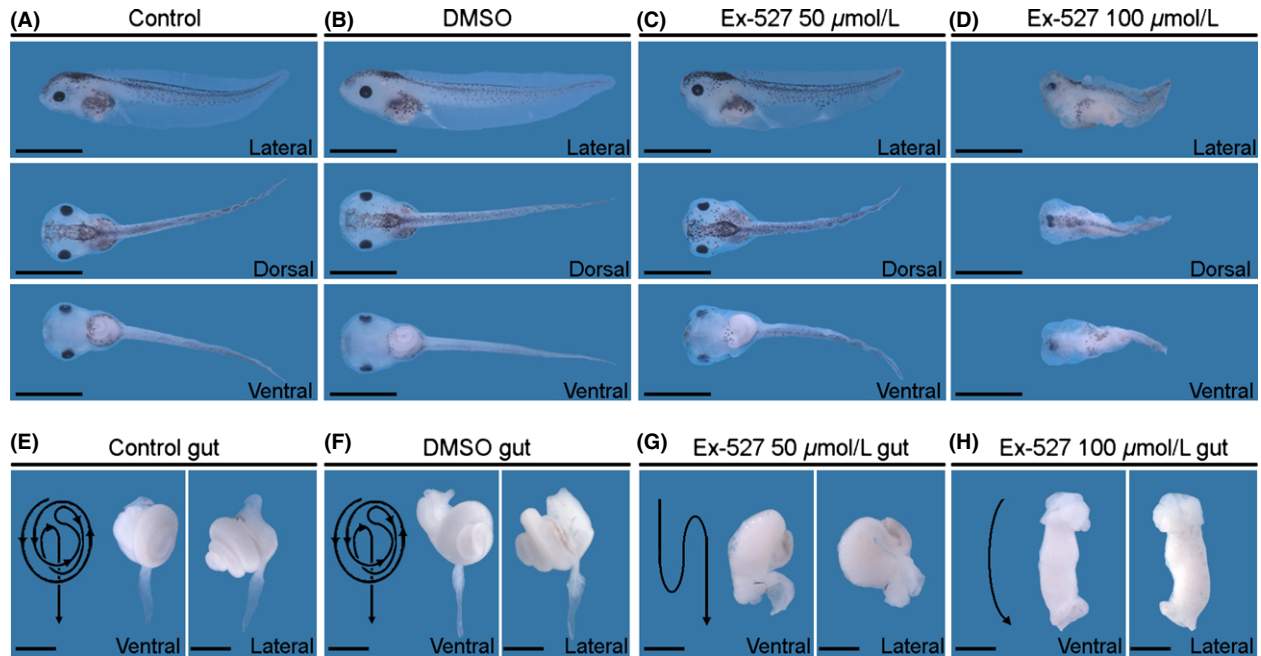 (A) Control
(B) DMSO
(C) Ex-527 50 µmol/L
(D) Ex-527 100 µmol/L
Lateral
Lateral
Lateral
Lateral
Dorsal
Dorsal
Dorsal
Dorsal
Ventral
Ventral
Ventral
Ventral
(E) Control gut
(F) DMSO gut
(G) Ex-527 50 µmol/L gut
(H) Ex-527 100 µmol/L gut
Ventral
Lateral
Ventral
Lateral
Ventral
Lateral
Ventral
Lateral